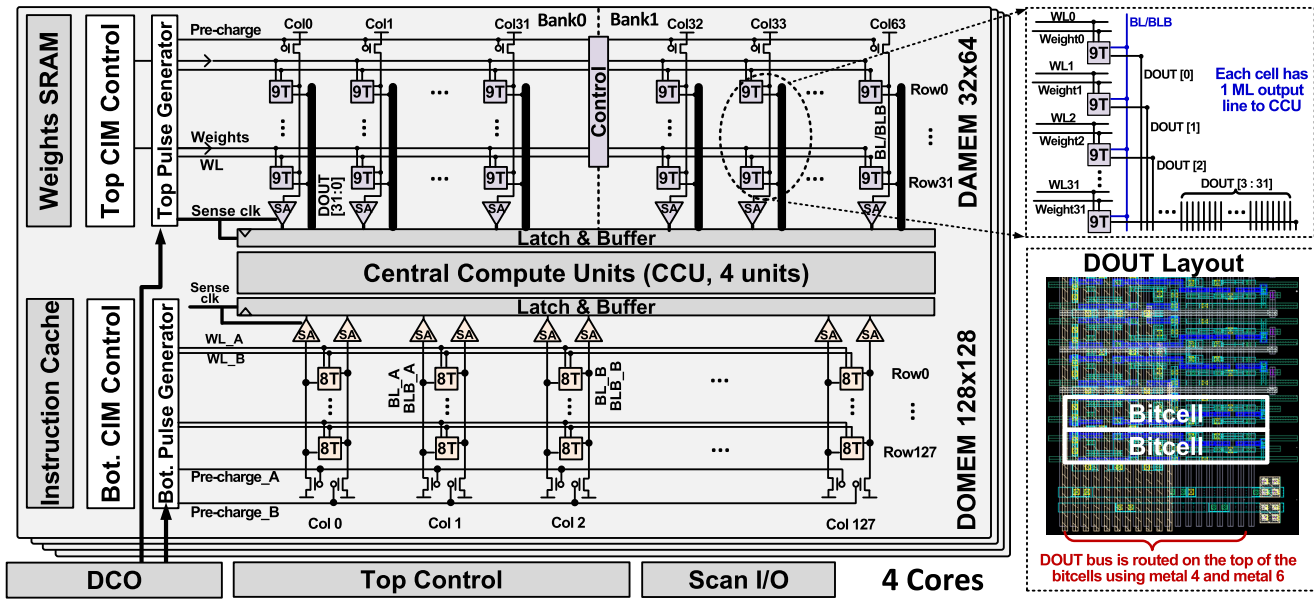 Weights SRAM
Top CIM Control
Top Pulse Generator
Pre-charge
Col0
Col1
Col31
Bank0
Bank1
Col32
Col33
Col63
9T
9T
9T
9T
9T
9T
Row0
...
...
Control
Weights
WL
DOUT
[31:0]
BL/BLB
9T
9T
9T
9T
9T
9T
Row31
SA
SA
SA
SA
SA
SA
Sense clk
DAMEM 32x64
Latch & Buffer
Central Compute Units (CCU, 4 units)
Latch & Buffer
Instruction Cache
Bot. CIM Control
Bot. Pulse Generator
Sense
clk
SA
SA
SA
SA
SA
SA
SA
SA
WL_A
WL_B
8T
8T
8T
8T
BL_A
BLB_A
BL_B
BLB_B
Row0
...
8T
8T
8T
8T
Row127
Pre-charge_A
Pre-charge_B
Col 0
Col 1
Col 2
Col 127
DOMEM 128x128
DCO
Top Control
Scan I/O
4 Cores
WL0
BL/BLB
Weight0
9T
DOUT [0]
WL1
Weight1
9T
DOUT [1]
WL2
Weight2
9T
DOUT [2]
WL31
Weight31
9T
DOUT [3 : 31]
Each cell has
1 ML output
line to CCU
DOUT Layout
Bitcell
Bitcell
DOUT bus is routed on the top of the
bitcells using metal 4 and metal 6